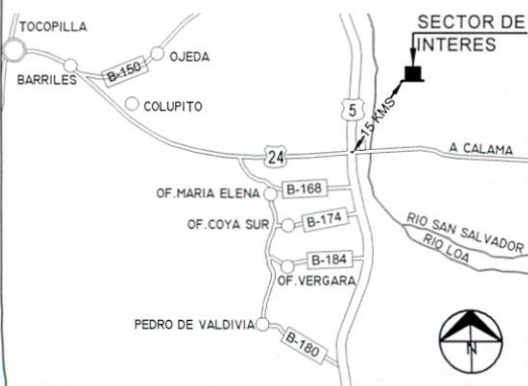 TOCOPILLA
SECTOR DE
INTERES
OJEDA
B-150
BARRILES
COLUPITO
5
15 KMS
24
A CALAMA
OF.MARIA ELENA
B-168
OF.COYA SUR
B-174
RIO SAN SALVADOR
RIO LOA
B-184
OF.VERGARA
PEDRO DE VALDIVIA
B-180
N